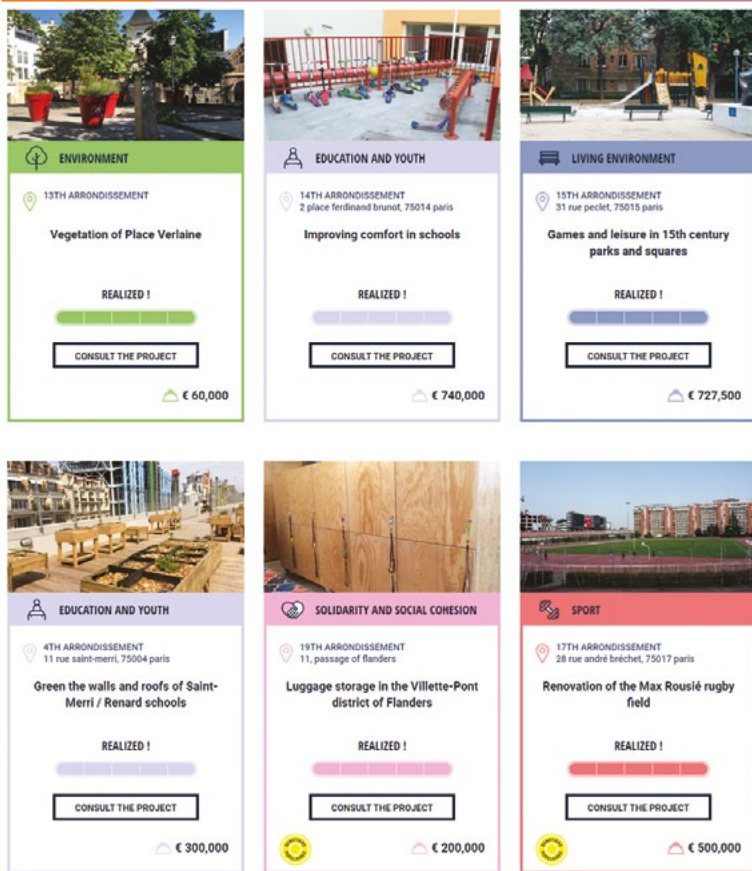 ENVIRONMENT
13TH ARRONDISSEMENT
Vegetation of Place Verlaine
REALIZED !
CONSULT THE PROJECT
€ 60,000
EDUCATION AND YOUTH
14TH ARRONDISSEMENT
2 place ferdinand brunot, 75014 paris
Improving comfort in schools
REALIZED !
CONSULT THE PROJECT
€ 740,000
LIVING ENVIRONMENT
15TH ARRONDISSEMENT
31 rue peclet, 75015 paris
Games and leisure in 15th century
parks and squares
REALIZED !
CONSULT THE PROJECT
€ 727,500
EDUCATION AND YOUTH
4TH ARRONDISSEMENT
11 rue saint-merri, 75004 paris
Green the walls and roofs of Saint-
Merri / Renard schools
REALIZED !
CONSULT THE PROJECT
€ 300,000
SOLIDARITY AND SOCIAL COHESION
19TH ARRONDISSEMENT
11, passage of flanders
Luggage storage in the Villette-Pont
district of Flanders
REALIZED !
CONSULT THE PROJECT
€ 200,000
SPORT
17TH ARRONDISSEMENT
28 rue andré bréchet, 75017 paris
Renovation of the Max Rousié rugby
field
REALIZED !
CONSULT THE PROJECT
€ 500,000